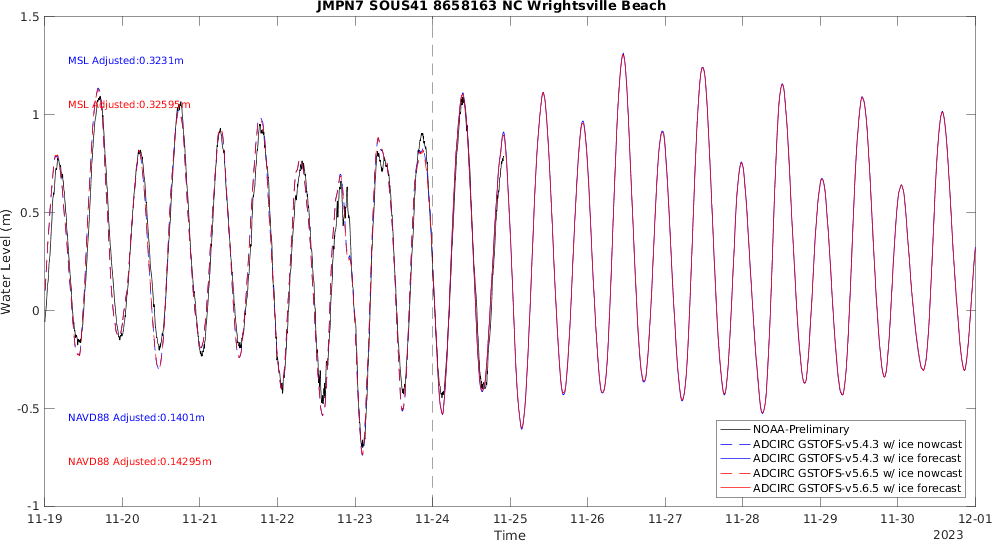 JMPN7 SOUS41 8658163 NC Wrightsville Beach
1.5
1
0.5
0
-0.5
-1
Water Level (m)
MSL Adjusted:0.3231m
MSL Adjusted:0.32595m
NAVD88 Adjusted:0.1401m
NAVD88 Adjusted:0.14295m
NOAA-Preliminary
ADCIRC GSTOFS-v5.4.3 w/ ice nowcast
ADCIRC GSTOFS-v5.4.3 w/ ice forecast
ADCIRC GSTOFS-v5.6.5 w/ ice nowcast
ADCIRC GSTOFS-v5.6.5 w/ ice forecast
11-19 11-20 11-21 11-22 11-23 11-24 11-25 11-26 11-27 11-28 11-29 11-30 12-01
Time
2023